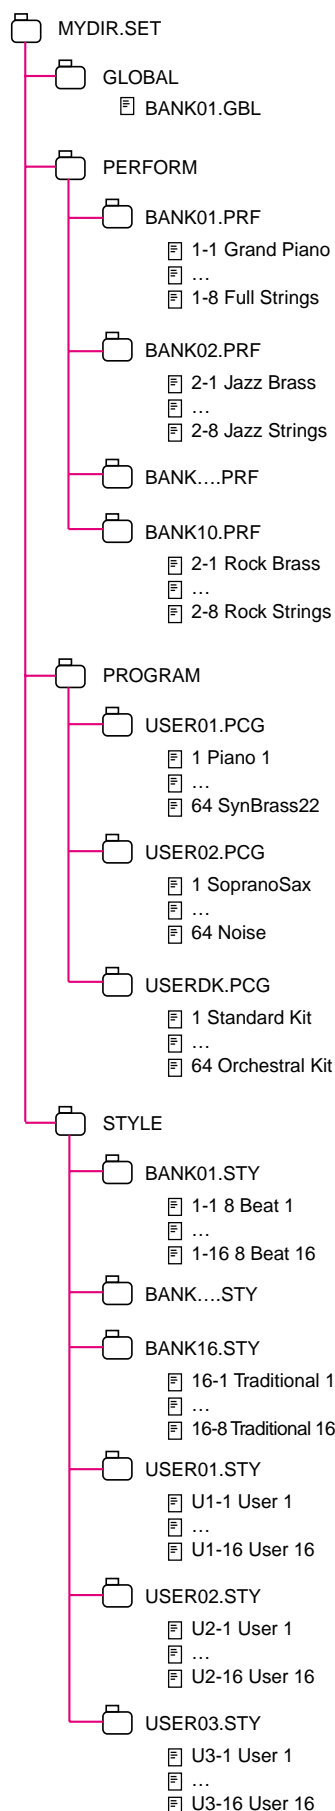 MYDIR.SET
GLOBAL
BANK01.GBL
PERFORM
BANK01.PRF
1-1 Grand Piano
…
1-8 Full Strings
BANK02.PRF
2-1 Jazz Brass
…
2-8 Jazz Strings
BANK….PRF
BANK10.PRF
2-1 Rock Brass
…
2-8 Rock Strings
PROGRAM
USER01.PCG
1 Piano 1
…
64 SynBrass22
USER02.PCG
1 SopranoSax
…
64 Noise
USERDK.PCG
1 Standard Kit
…
64 Orchestral Kit
STYLE
BANK01.STY
1-1 8 Beat 1
…
1-16 8 Beat 16
BANK….STY
BANK16.STY
16-1 Traditional 1
…
16-8 Traditional 16
USER01.STY
U1-1 User 1
…
U1-16 User 16
USER02.STY
U2-1 User 1
…
U2-16 User 16
USER03.STY
U3-1 User 1
…
U3-16 User 16